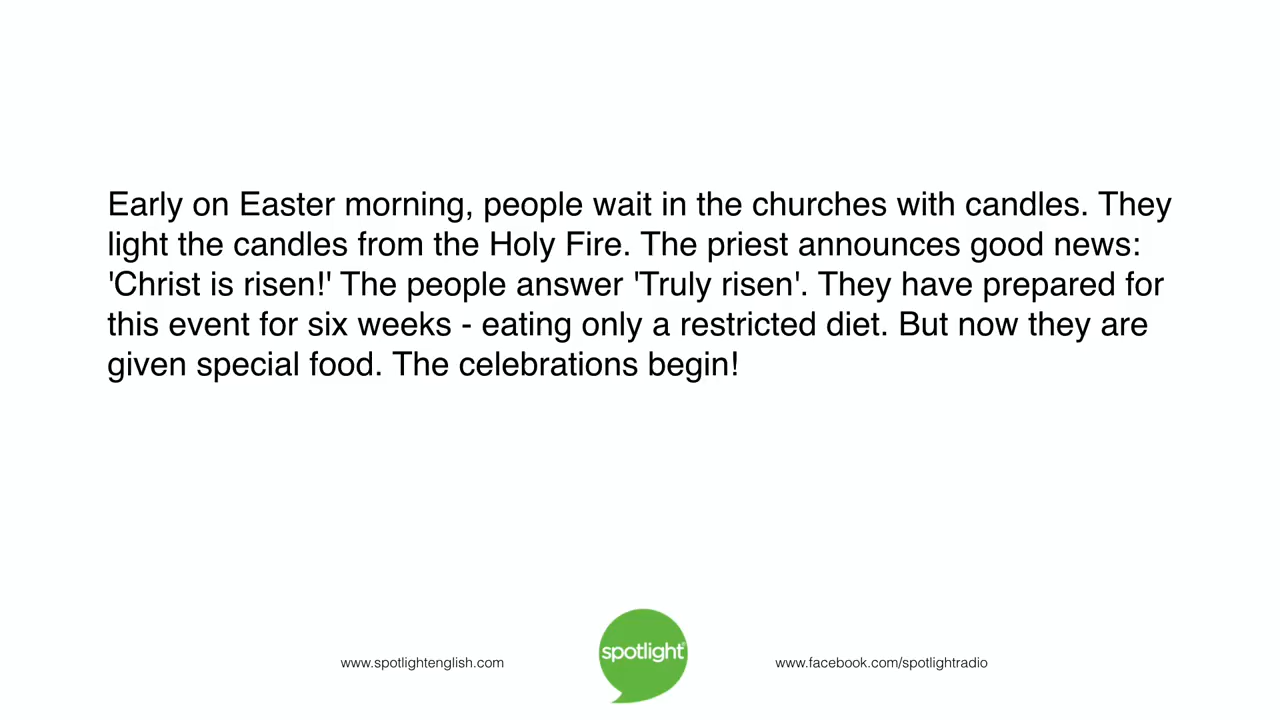 Early on Easter morning, people wait in the churches with candles. They
light the candles from the Holy Fire. The priest announces good news:
'Christ is risen!' The people answer 'Truly risen'. They have prepared for
this event for six weeks - eating only a restricted diet. But now they are
given special food. The celebrations begin!
www.spotlightenglish.com
spotlight®
www.facebook.com/spotlightradio